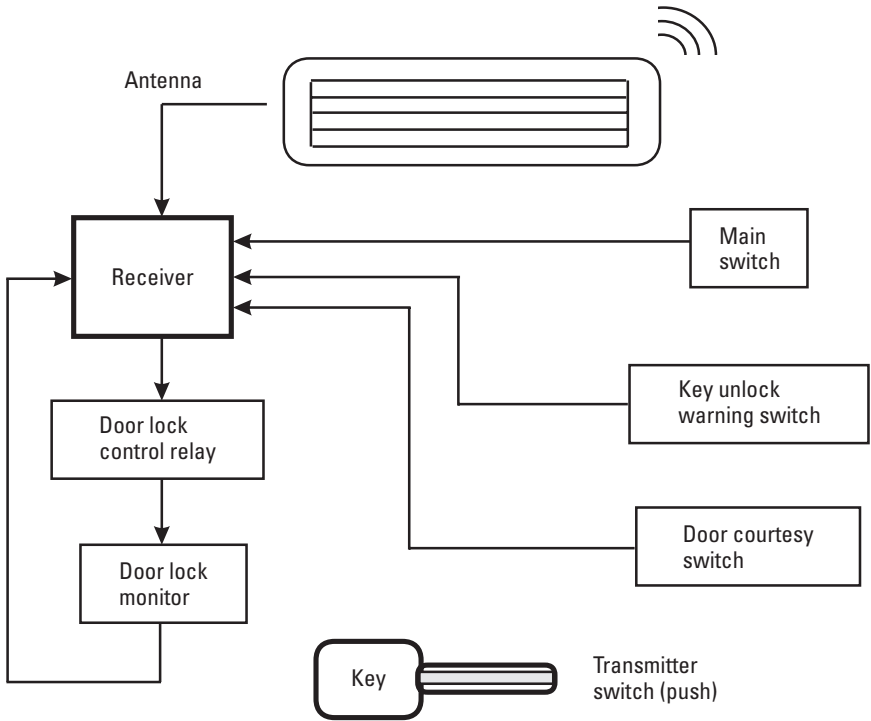 Antenna
Main
switch
Receiver
Key unlock
warning switch
Door lock
control relay
Door courtesy
switch
Door lock
monitor
Key
Transmitter
switch (push)